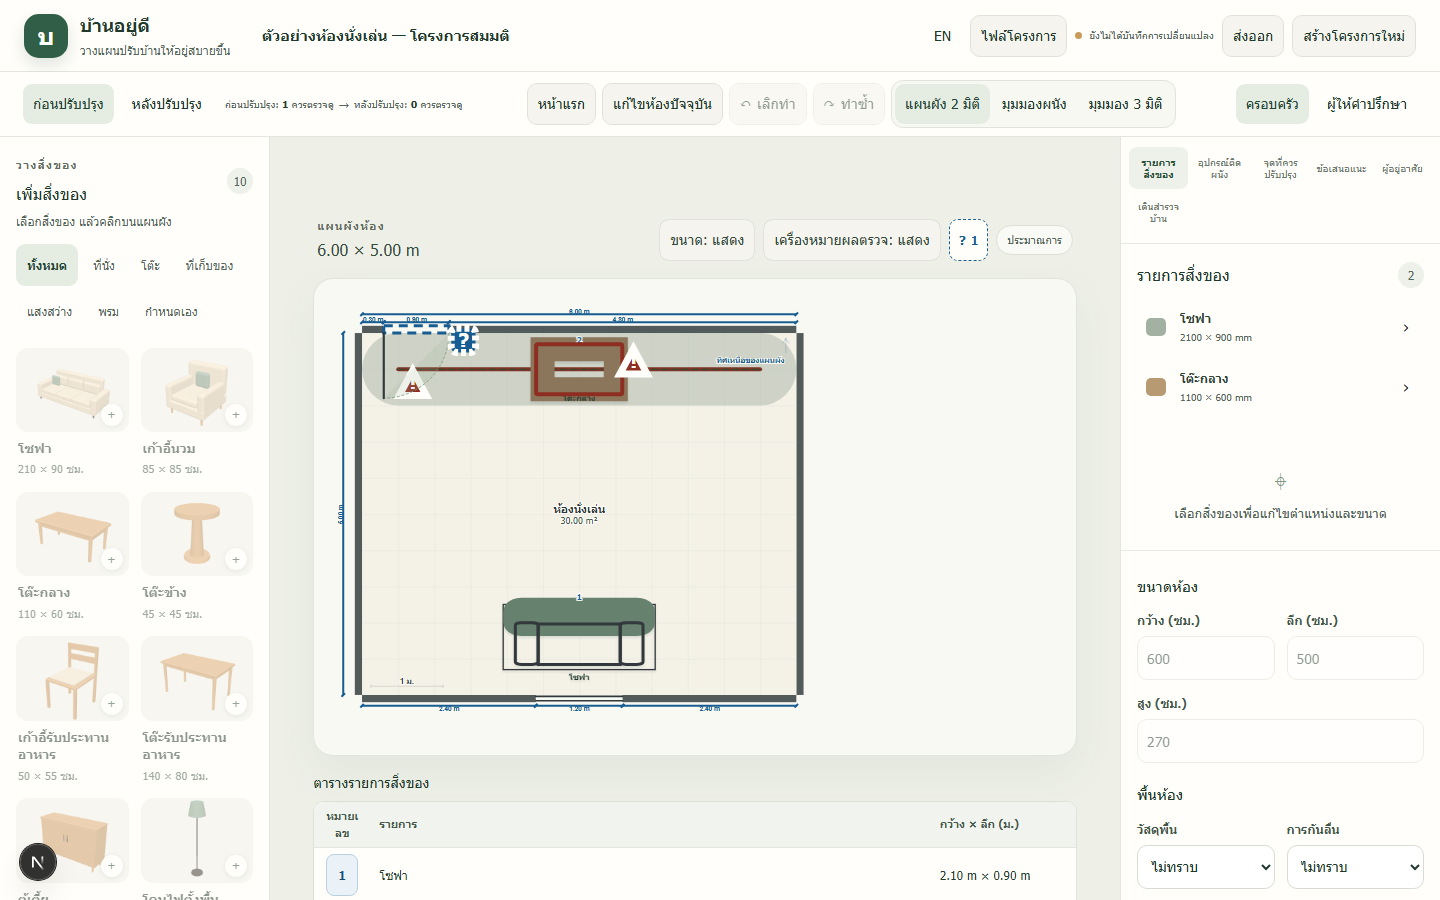 บ
บ้านอยู่ดี
วางแผนปรับบ้านให้อยู่สบายขึ้น
ตัวอย่างห้องนั่งเล่น — โครงการสมมติ
EN
ไฟล์โครงการ
ยังไม่ได้บันทึกการเปลี่ยนแปลง
ส่งออก
สร้างโครงการใหม่
ก่อนปรับปรุง
หลังปรับปรุง
ก่อนปรับปรุง: 1 ควรตรวจดู → หลังปรับปรุง: 0 ควรตรวจดู
หน้าแรก
แก้ไขห้องปัจจุบัน
↶ เลิกทำ
↷ ทำซ้ำ
แผนผัง 2 มิติ
มุมมองผนัง
มุมมอง 3 มิติ
ครอบครัว
ผู้ให้คำปรึกษา
วางสิ่งของ
เพิ่มสิ่งของ
10
เลือกสิ่งของ แล้วคลิกบนแผนผัง
ทั้งหมด
ที่นั่ง
โต๊ะ
ที่เก็บของ
แสงสว่าง
พรม
กำหนดเอง
+
+
โซฟา
เก้าอี้นวม
210 × 90 ซม.
85 × 85 ซม.
+
+
โต๊ะกลาง
โต๊ะข้าง
110 × 60 ซม.
45 × 45 ซม.
+
+
เก้าอี้รับประทาน
อาหาร
โต๊ะรับประทาน
อาหาร
50 × 55 ซม.
140 × 80 ซม.
+
+
N
ตู้เตี้ย
โคมไฟตั้งพื้น
แผนผังห้อง
6.00 × 5.00 m
ขนาด: แสดง
เครื่องหมายผลตรวจ: แสดง
? 1
ประมาณการ
6.00 m
0.30 m
0.90 m
4.80 m
?
2
ทิศเหนือของแผนผัง
โต๊ะกลาง
5.00 m
ห้องนั่งเล่น
30.00 m²
1
โซฟา
1 ม.
2.40 m
1.20 m
2.40 m
ตารางรายการสิ่งของ
หมายเ
ลข
รายการ
กว้าง × ลึก (ม.)
1
โซฟา
2.10 m × 0.90 m
รายการ
สิ่งของ
อุปกรณ์ติด
ผนัง
จุดที่ควร
ปรับปรุง
ข้อเสนอแนะ
ผู้อยู่อาศัย
เดินสำรวจ
บ้าน
รายการสิ่งของ
2
โซฟา
2100 × 900 mm
›
โต๊ะกลาง
1100 × 600 mm
›
เลือกสิ่งของเพื่อแก้ไขตำแหน่งและขนาด
ขนาดห้อง
กว้าง (ซม.)
ลึก (ซม.)
600
500
สูง (ซม.)
270
พื้นห้อง
วัสดุพื้น
การกันลื่น
ไม่ทราบ
ไม่ทราบ